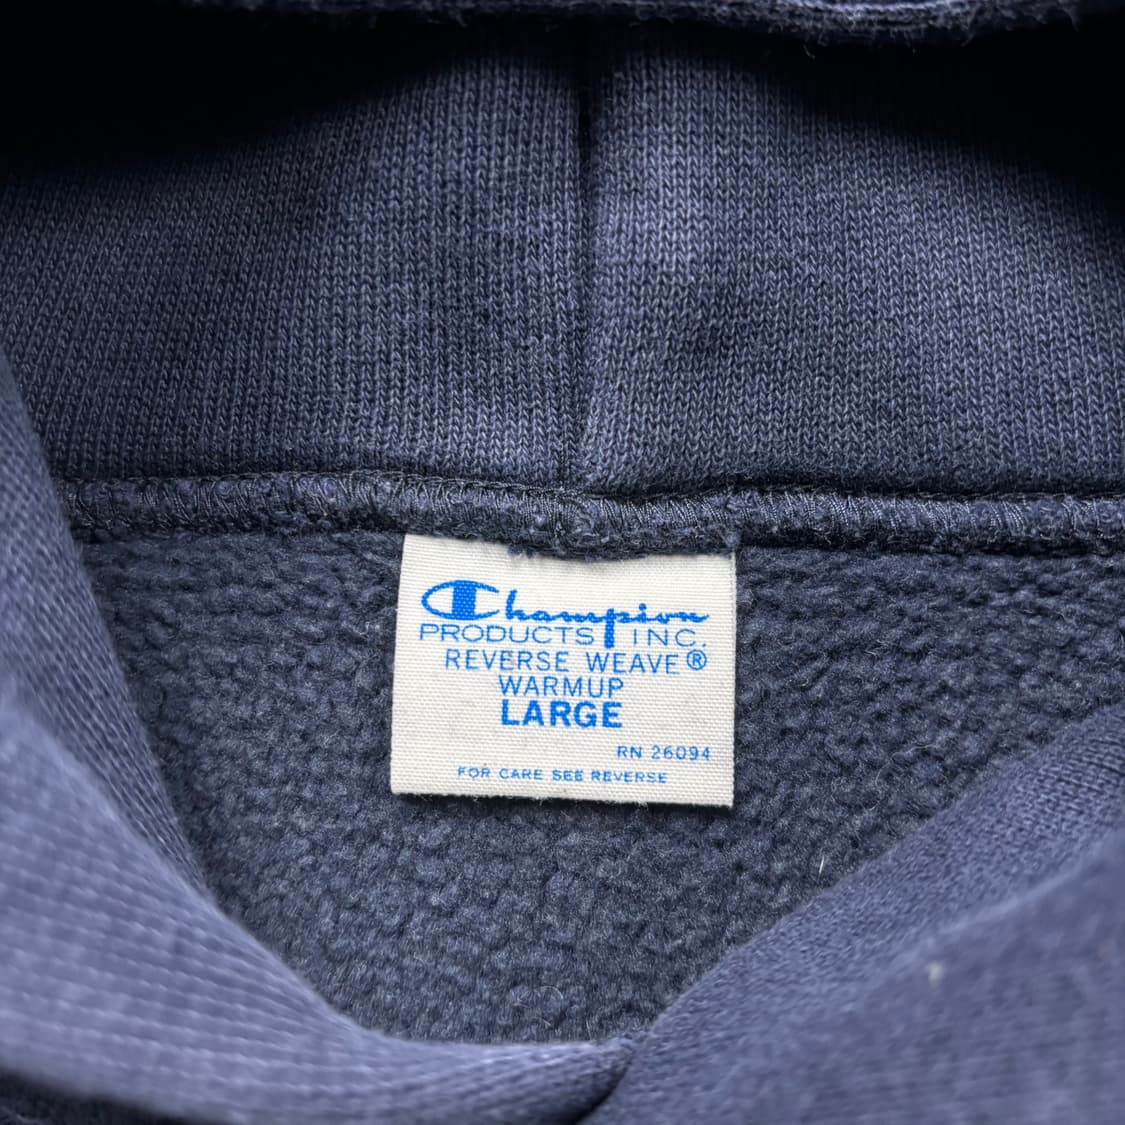 Champion
PRODUCTS INC.
REVERSE WEAVE®
WARMUP
LARGE
RN 26094
FOR CARE SEE REVERSE